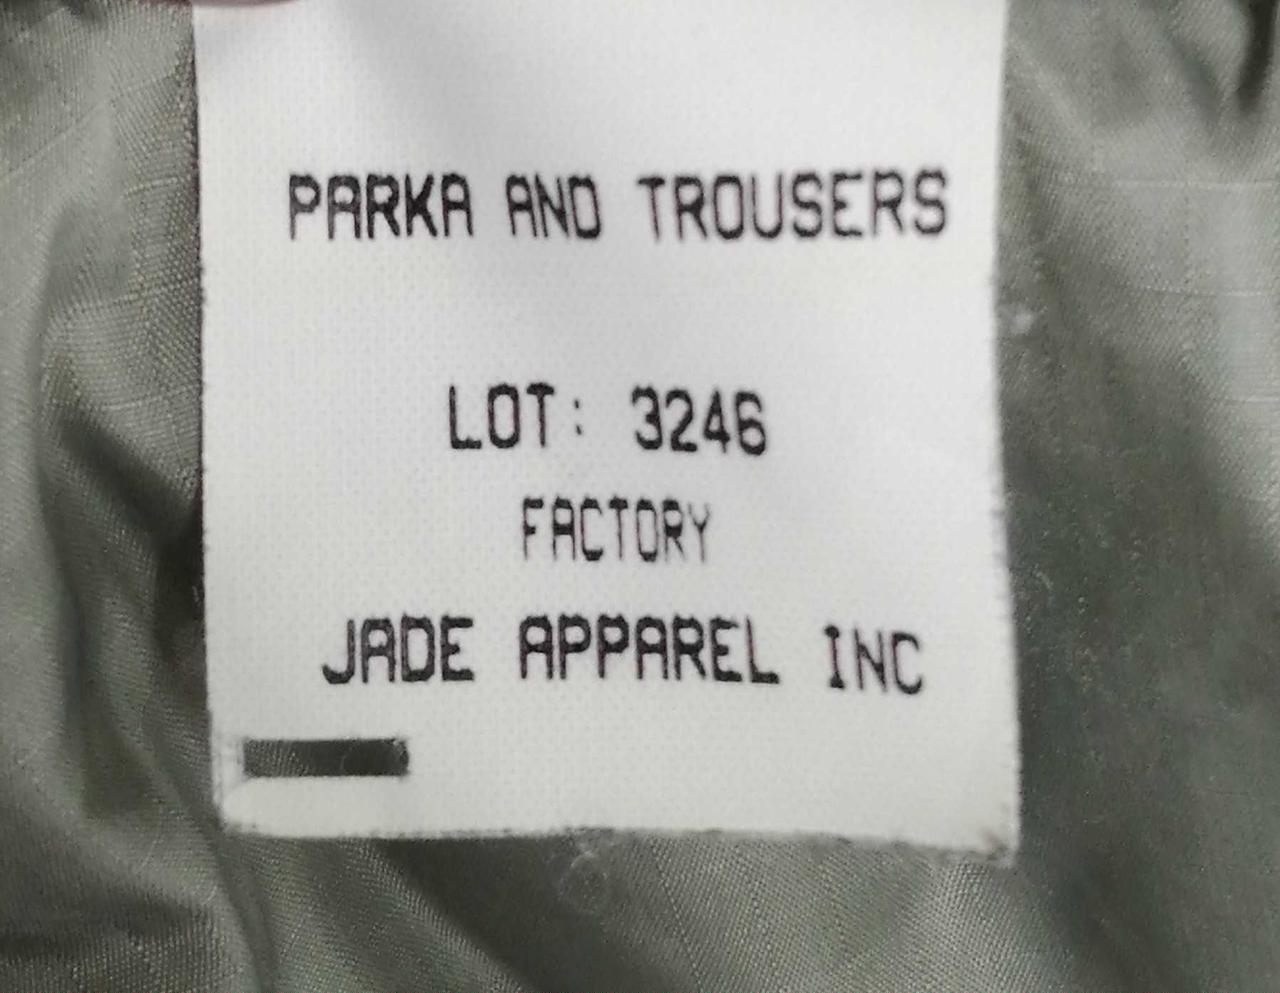 PARKA AND TROUSERS
LOT: 3246
FACTORY
JADE APPAREL INC